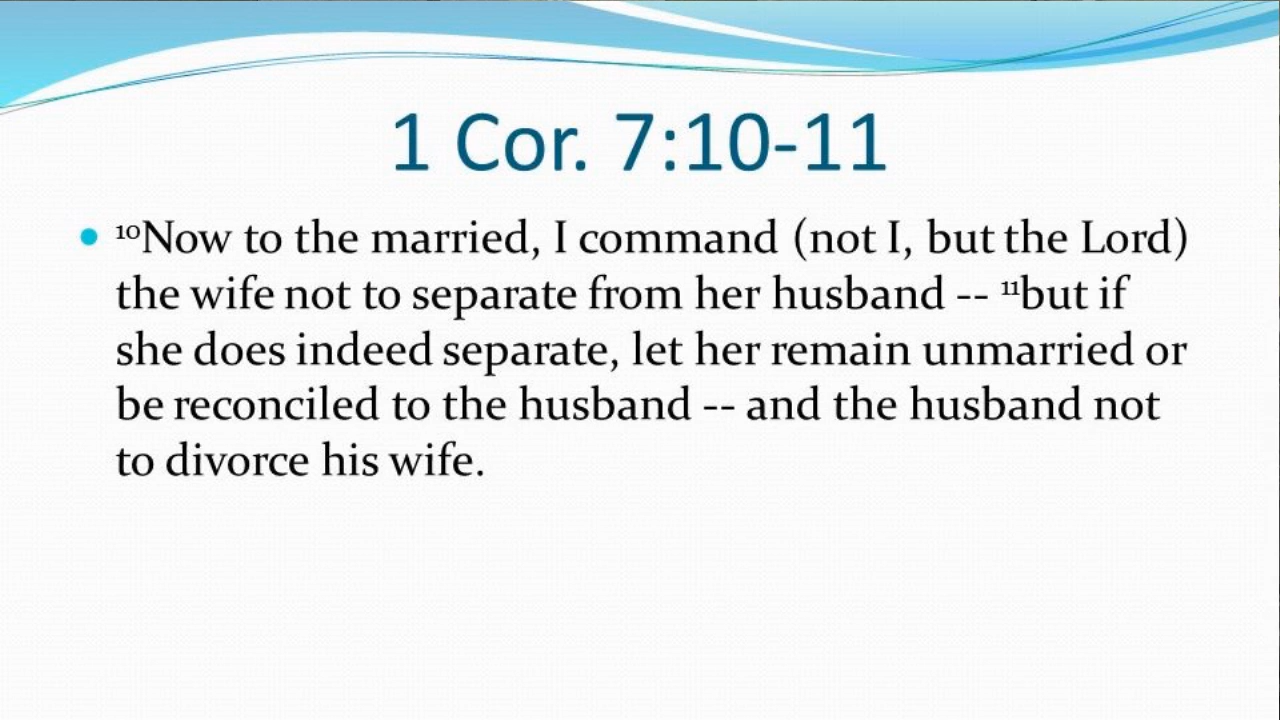 1 Cor. 7:10-11
• ¹⁰Now to the married, I command (not I, but the Lord)
the wife not to separate from her husband -- ¹¹but if
she does indeed separate, let her remain unmarried or
be reconciled to the husband -- and the husband not
to divorce his wife.